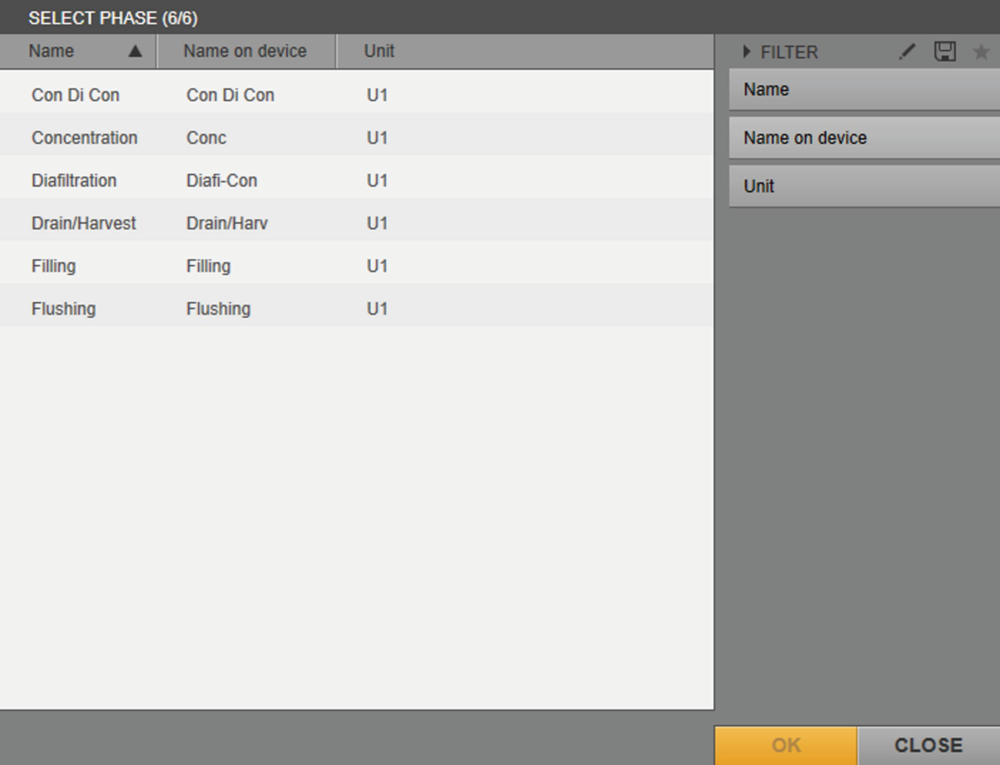 SELECT PHASE (6/6)
Name Name on device Unit
Con Di Con Con Di Con U1
Concentration Conc U1
Diafiltration Diafi-Con U1
Drain/Harvest Drain/Harv U1
Filling Filling U1
Flushing Flushing U1
FILTER
Name
Name on device
Unit
OK CLOSE